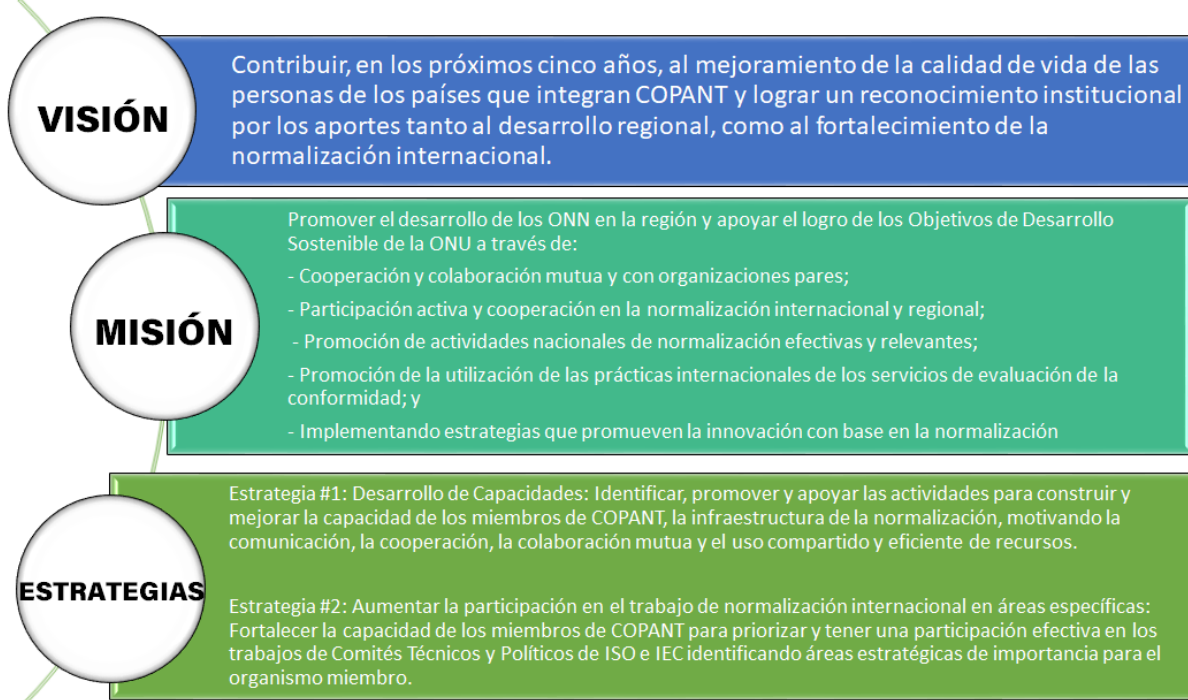 VISIÓN
Contribuir, en los próximos cinco años, al mejoramiento de la calidad de vida de las
personas de los países que integran COPANT y lograr un reconocimiento institucional
por los aportes tanto al desarrollo regional, como al fortalecimiento de la
normalización internacional.
MISIÓN
Promover el desarrollo de los ONN en la región y apoyar el logro de los Objetivos de Desarrollo
Sostenible de la ONU a través de:
- Cooperación y colaboración mutua y con organizaciones pares;
- Participación activa y cooperación en la normalización internacional y regional;
- Promoción de actividades nacionales de normalización efectivas y relevantes;
- Promoción de la utilización de las prácticas internacionales de los servicios de evaluación de la
conformidad; y
- Implementando estrategias que promueven la innovación con base en la normalización
ESTRATEGIAS
Estrategia #1: Desarrollo de Capacidades: Identificar, promover y apoyar las actividades para construir y
mejorar la capacidad de los miembros de COPANT, la infraestructura de la normalización, motivando la
comunicación, la cooperación, la colaboración mutua y el uso compartido y eficiente de recursos.
Estrategia #2: Aumentar la participación en el trabajo de normalización internacional en áreas específicas:
Fortalecer la capacidad de los miembros de COPANT para priorizar y tener una participación efectiva en los
trabajos de Comités Técnicos y Políticos de ISO e IEC identificando áreas estratégicas de importancia para el
organismo miembro.